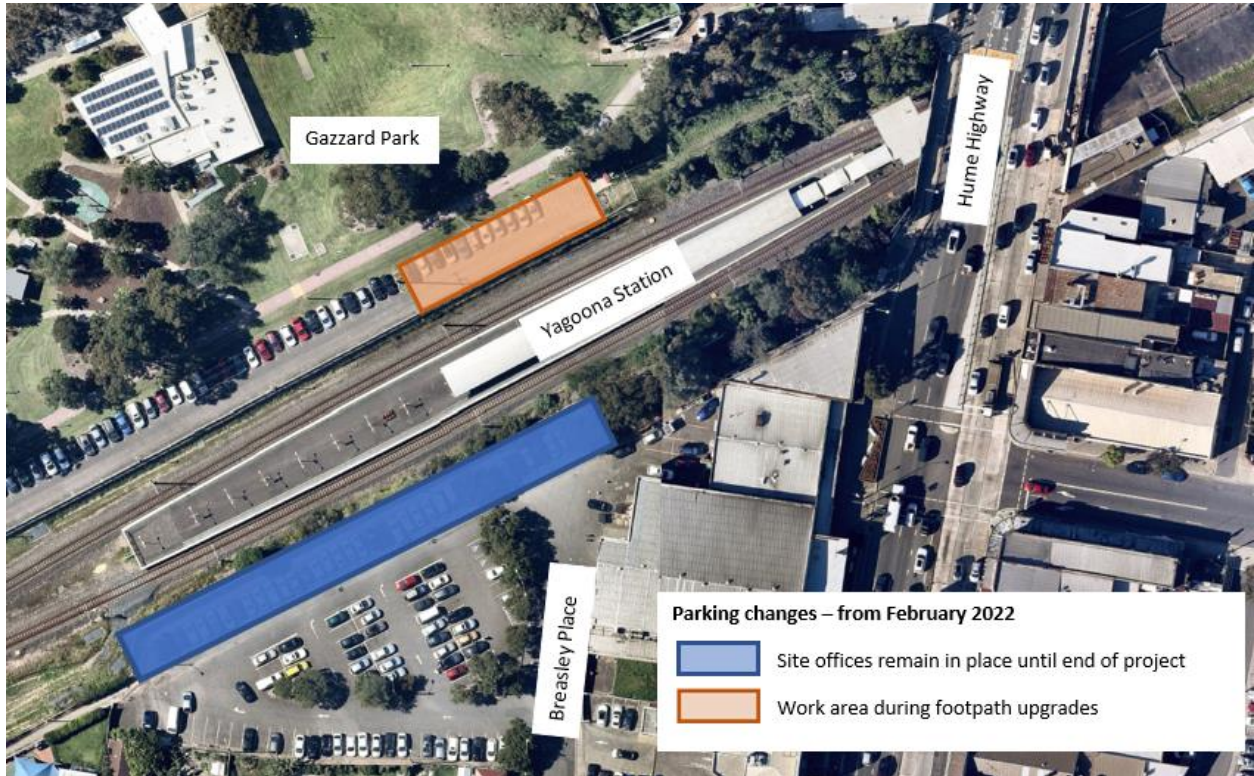 Gazzard Park
Hume Highway
Yagoona Station
Breasley Place
Parking changes – from February 2022
Site offices remain in place until end of project
Work area during footpath upgrades